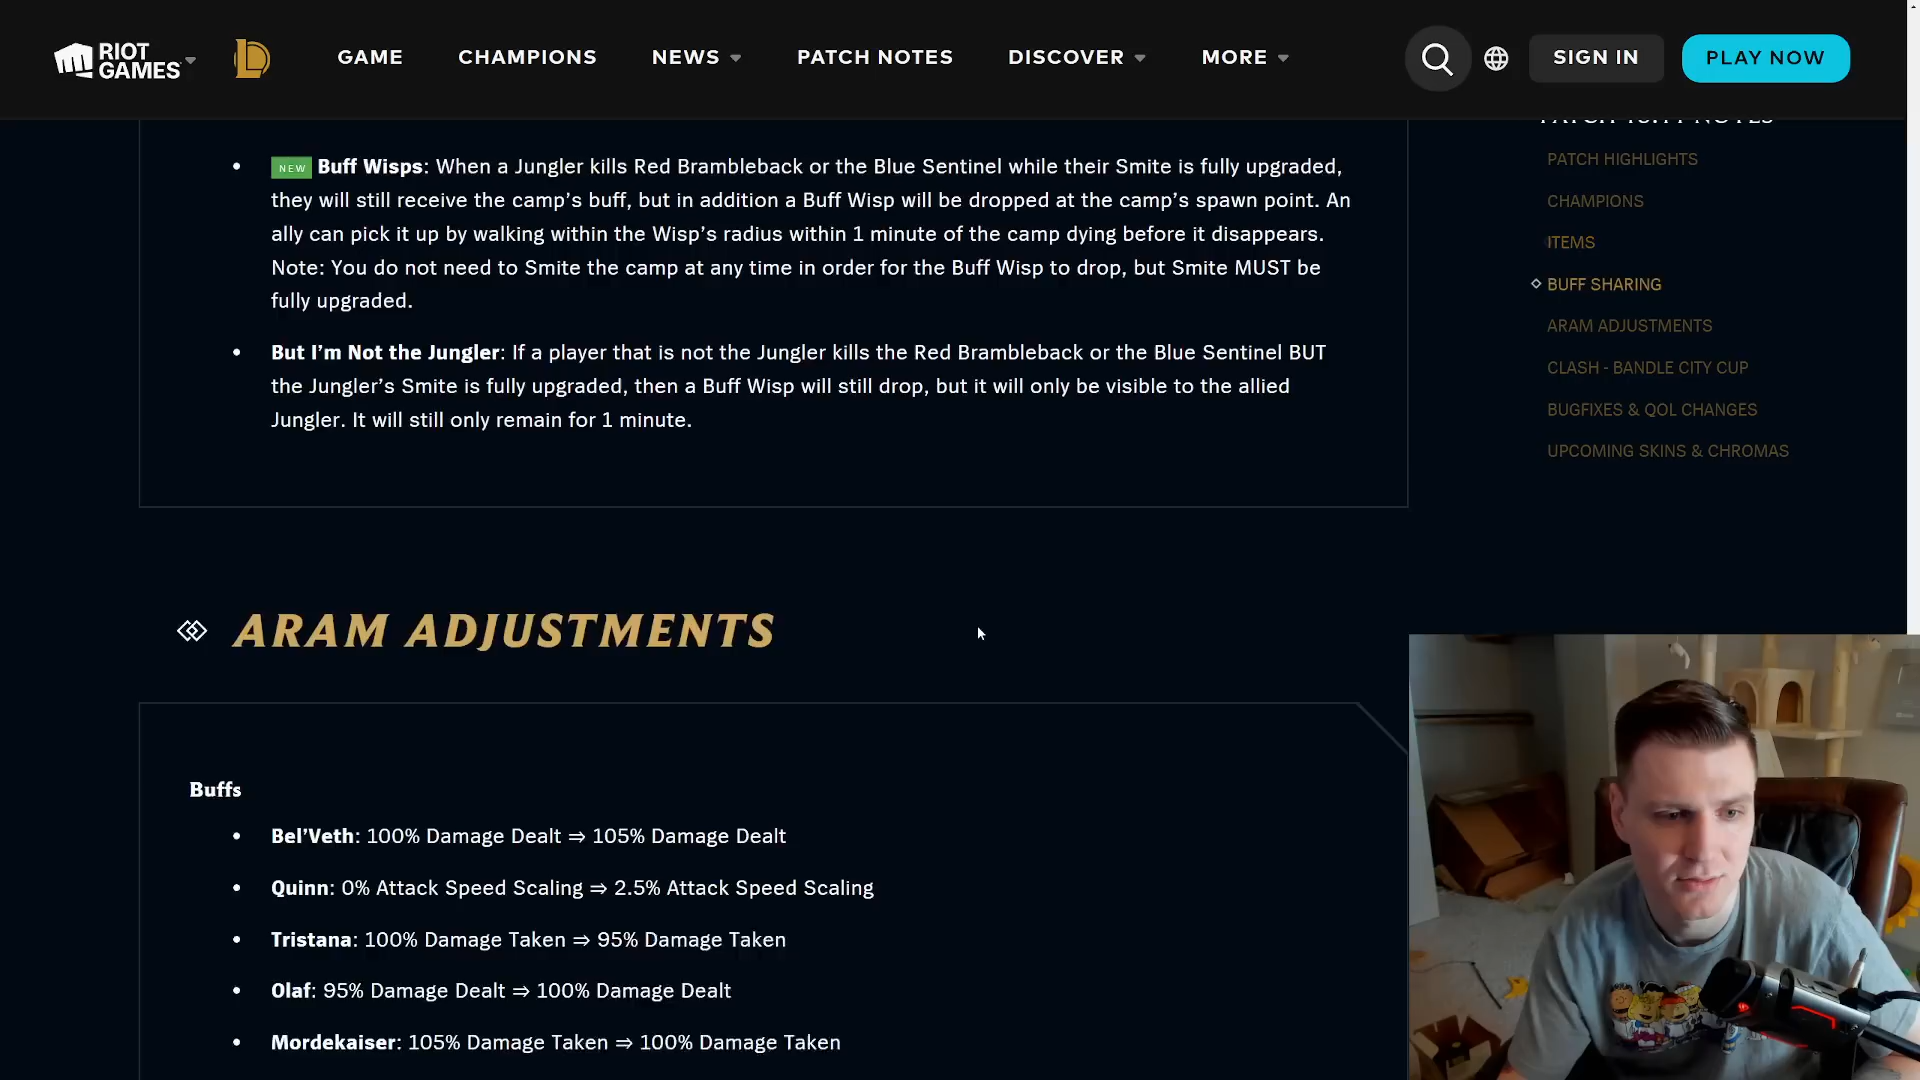 RIOT GAMES
GAME
CHAMPIONS
NEWS
PATCH NOTES
DISCOVER
MORE
SIGN IN
PLAY NOW
NEW Buff Wisps: When a Jungler kills Red Brambleback or the Blue Sentinel while their Smite is fully upgraded,
they will still receive the camp’s buff, but in addition a Buff Wisp will be dropped at the camp’s spawn point. An
ally can pick it up by walking within the Wisp’s radius within 1 minute of the camp dying before it disappears.
Note: You do not need to Smite the camp at any time in order for the Buff Wisp to drop, but Smite MUST be
fully upgraded.
But I’m Not the Jungler: If a player that is not the Jungler kills the Red Brambleback or the Blue Sentinel BUT
the Jungler’s Smite is fully upgraded, then a Buff Wisp will still drop, but it will only be visible to the allied
Jungler. It will still only remain for 1 minute.
ARAM ADJUSTMENTS
Buffs
Bel’Veth: 100% Damage Dealt ⇒ 105% Damage Dealt
Quinn: 0% Attack Speed Scaling ⇒ 2.5% Attack Speed Scaling
Tristana: 100% Damage Taken ⇒ 95% Damage Taken
Olaf: 95% Damage Dealt ⇒ 100% Damage Dealt
Mordekaiser: 105% Damage Taken ⇒ 100% Damage Taken
PATCH NOTES
PATCH HIGHLIGHTS
CHAMPIONS
ITEMS
BUFF SHARING
ARAM ADJUSTMENTS
CLASH - BANDLE CITY CUP
BUGFIXES & QOL CHANGES
UPCOMING SKINS & CHROMAS